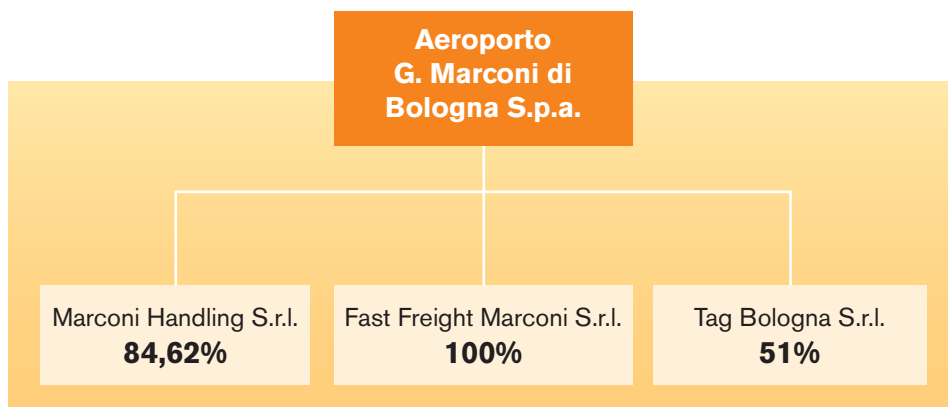 Aeroporto
G. Marconi di
Bologna S.p.a.
Marconi Handling S.r.l.
84,62%
Fast Freight Marconi S.r.l.
100%
Tag Bologna S.r.l.
51%